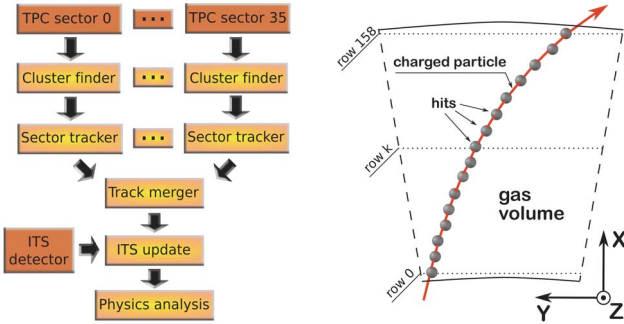 TPC sector 0
...
TPC sector 35
Cluster finder
...
Cluster finder
Sector tracker
...
Sector tracker
Track merger
ITS
detector
ITS update
Physics analysis
row 158
charged particle
hits
row k
gas
volume
row 0
X
Y
Z